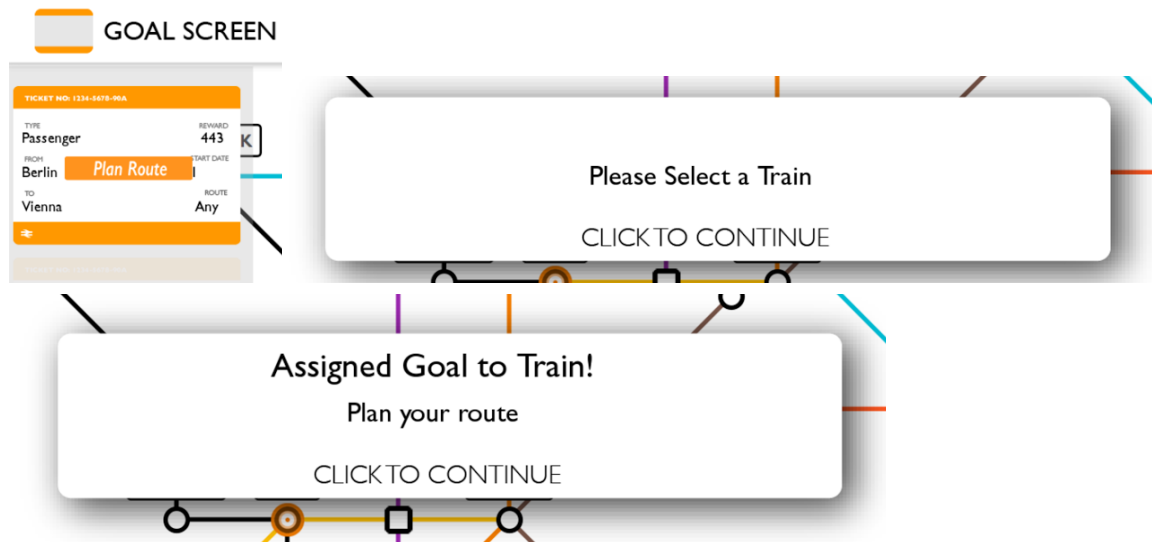 GOAL SCREEN
TICKET NO: 1234-5678-90A
TYPE REWARD
Passenger 443
K
FROM START DATE
Berlin Plan Route 1
TO ROUTE
Vienna Any
Please Select a Train
CLICK TO CONTINUE
Assigned Goal to Train!
Plan your route
CLICK TO CONTINUE